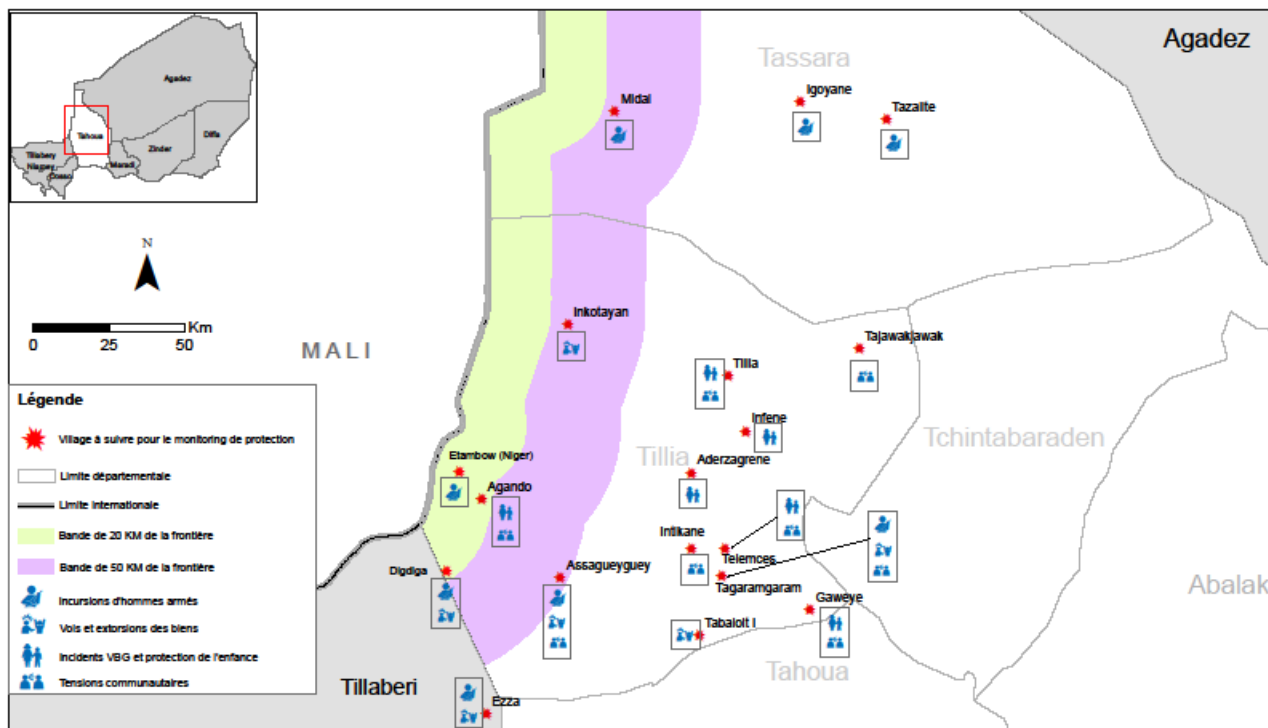 Agadez
Tahoua
Tillabery
Niamey
Dosso
Maradi
Zinder
Diffa
Agadez
Tassara
Midal
Igoyane
Tazalite
N
Km
0 25 50
MALI
Inkotayan
Tajawakjawak
Tillia
Infene
Tchintabaraden
Tillia
Aderzagrene
Etambow (Niger)
Agando
Intikane
Telemces
Tagaramgaram
Digdiga
Assagueyguey
Gaweye
Abalak
Tabalolt I
Tahoua
Tillaberi
Ezza
Légende
Village à suivre pour le monitoring de protection
Limite départementale
Limite internationale
Bande de 20 KM de la frontière
Bande de 50 KM de la frontière
Incursions d'hommes armés
Vols et extorsions des biens
Incidents VBG et protection de l'enfance
Tensions communautaires